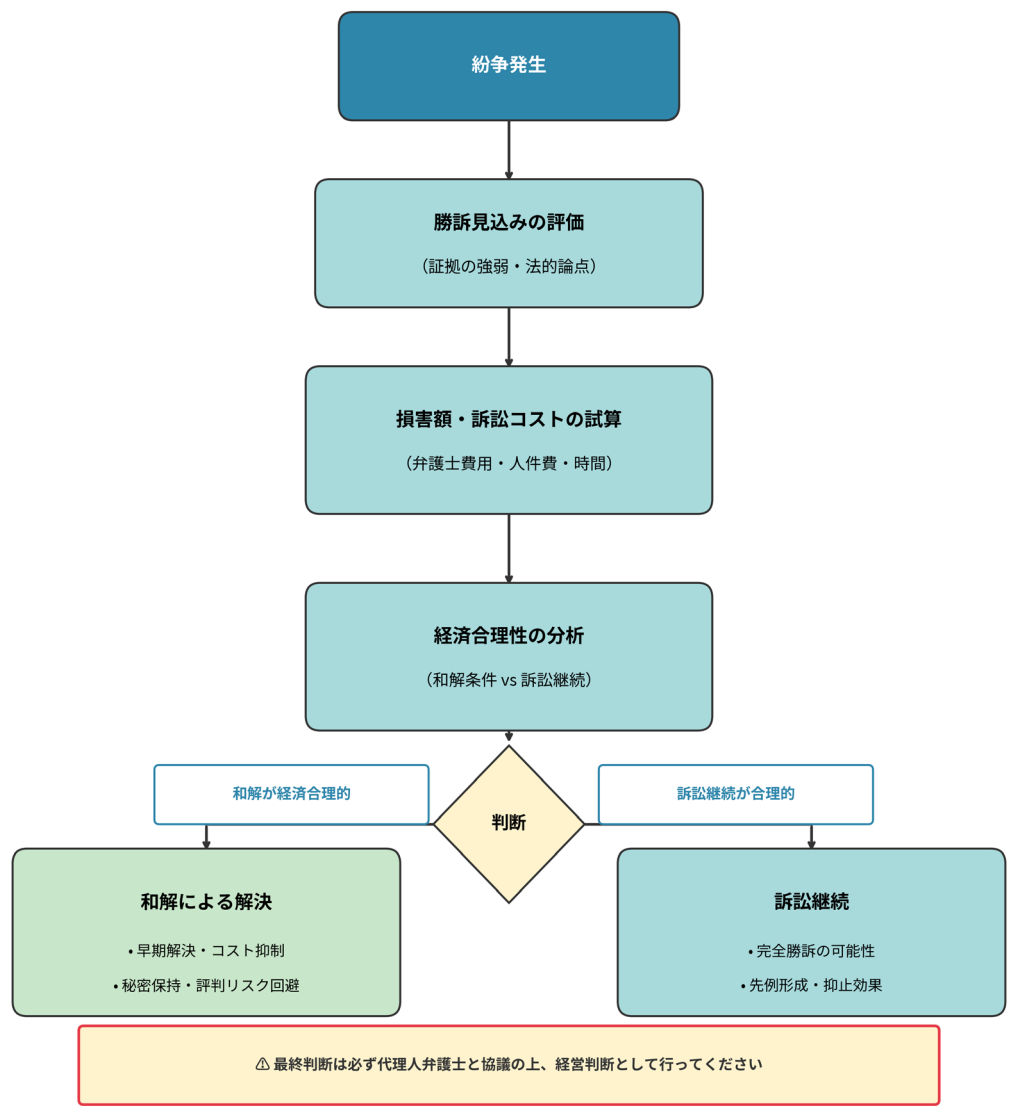 紛争発生
勝訴見込みの評価
（証拠の強弱・法的論点）
損害額・訴訟コストの試算
（弁護士費用・人件費・時間）
経済合理性の分析
（和解条件 vs 訴訟継続）
和解が経済合理的
訴訟継続が合理的
判断
和解による解決
• 早期解決・コスト抑制
• 秘密保持・評判リスク回避
訴訟継続
• 完全勝訴の可能性
• 先例形成・抑止効果
⚠ 最終判断は必ず代理人弁護士と協議の上、経営判断として行ってください